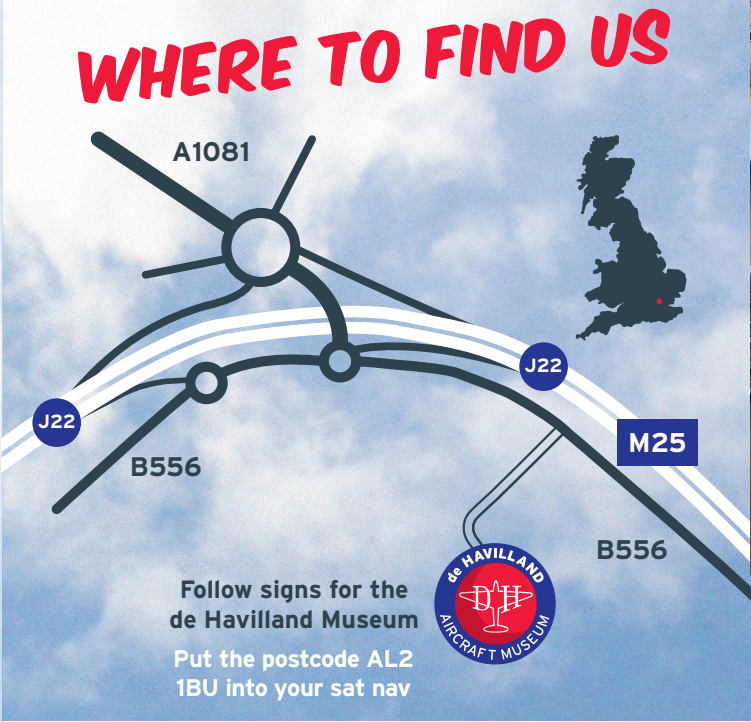 WHERE TO FIND US
A1081
J22
J22
M25
B556
B556
de HAVILLAND
DH
AIRCRAFT MUSEUM
Follow signs for the
de Havilland Museum
Put the postcode AL2
1BU into your sat nav